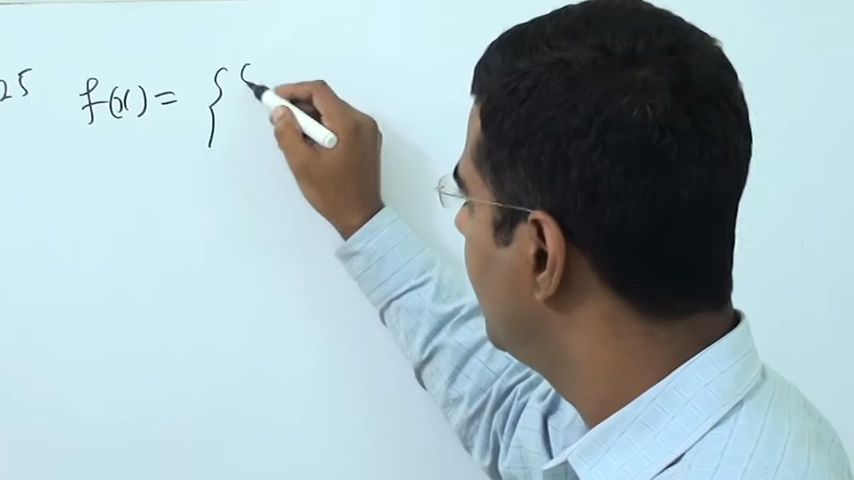 25 f(x) = {